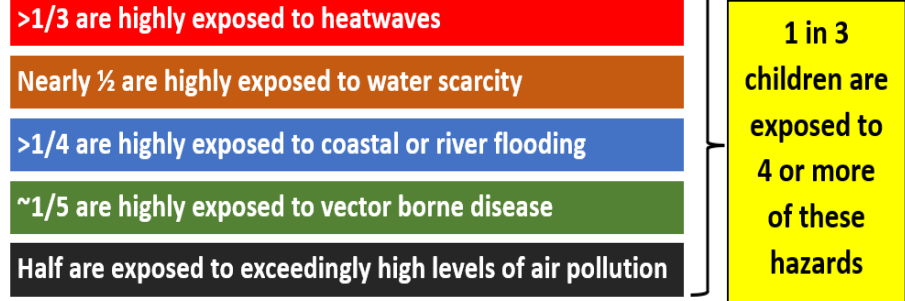 >1/3 are highly exposed to heatwaves
Nearly ½ are highly exposed to water scarcity
>1/4 are highly exposed to coastal or river flooding
~1/5 are highly exposed to vector borne disease
Half are exposed to exceedingly high levels of air pollution
1 in 3
children are
exposed to
4 or more
of these
hazards